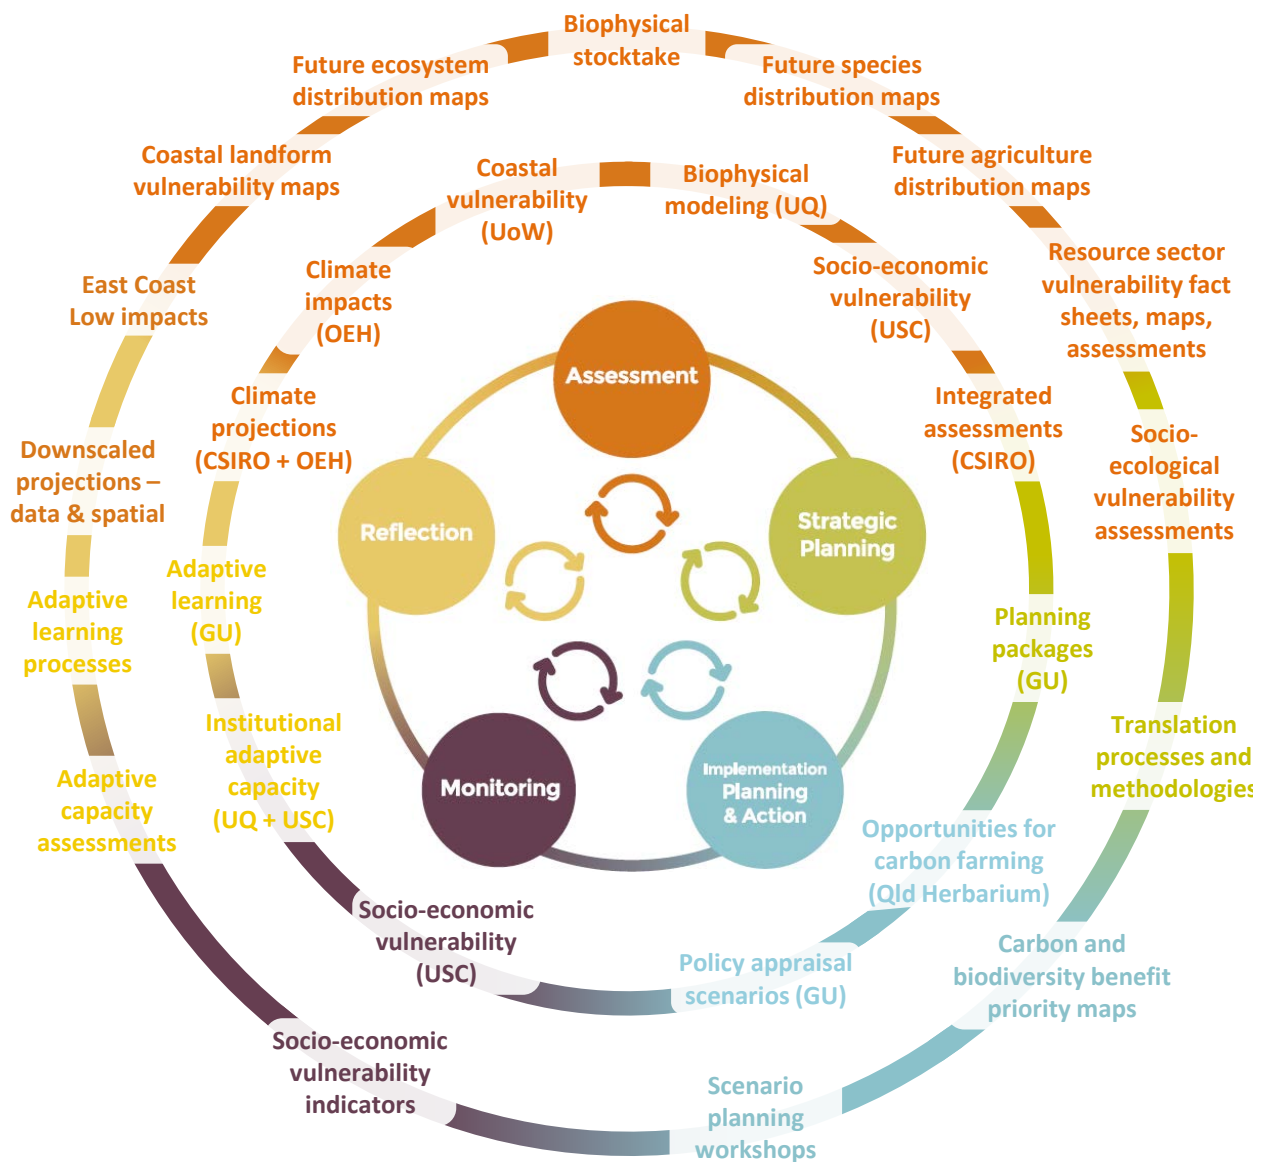 Biophysical
stocktake
Future ecosystem
distribution maps
Future species
distribution maps
Coastal landform
vulnerability maps
Future agriculture
distribution maps
East Coast
Low impacts
Resource sector
vulnerability fact
sheets, maps,
assessments
Downscaled
projections –
data & spatial
Socio-
ecological
vulnerability
assessments
Adaptive
learning
processes
Translation
processes and
methodologies
Adaptive
capacity
assessments
Carbon and
biodiversity benefit
priority maps
Socio-economic
vulnerability
indicators
Scenario
planning
workshops
Coastal
vulnerability
(UoW)
Biophysical
modeling (UQ)
Climate
impacts
(OEH)
Socio-economic
vulnerability
(USC)
Climate
projections
(CSIRO + OEH)
Integrated
assessments
(CSIRO)
Adaptive
learning
(GU)
Planning
packages
(GU)
Institutional
adaptive
capacity
(UQ + USC)
Opportunities for
carbon farming
(Qld Herbarium)
Socio-economic
vulnerability
(USC)
Policy appraisal
scenarios (GU)
Assessment
Reflection
Strategic
Planning
Monitoring
Implementation
Planning
& Action